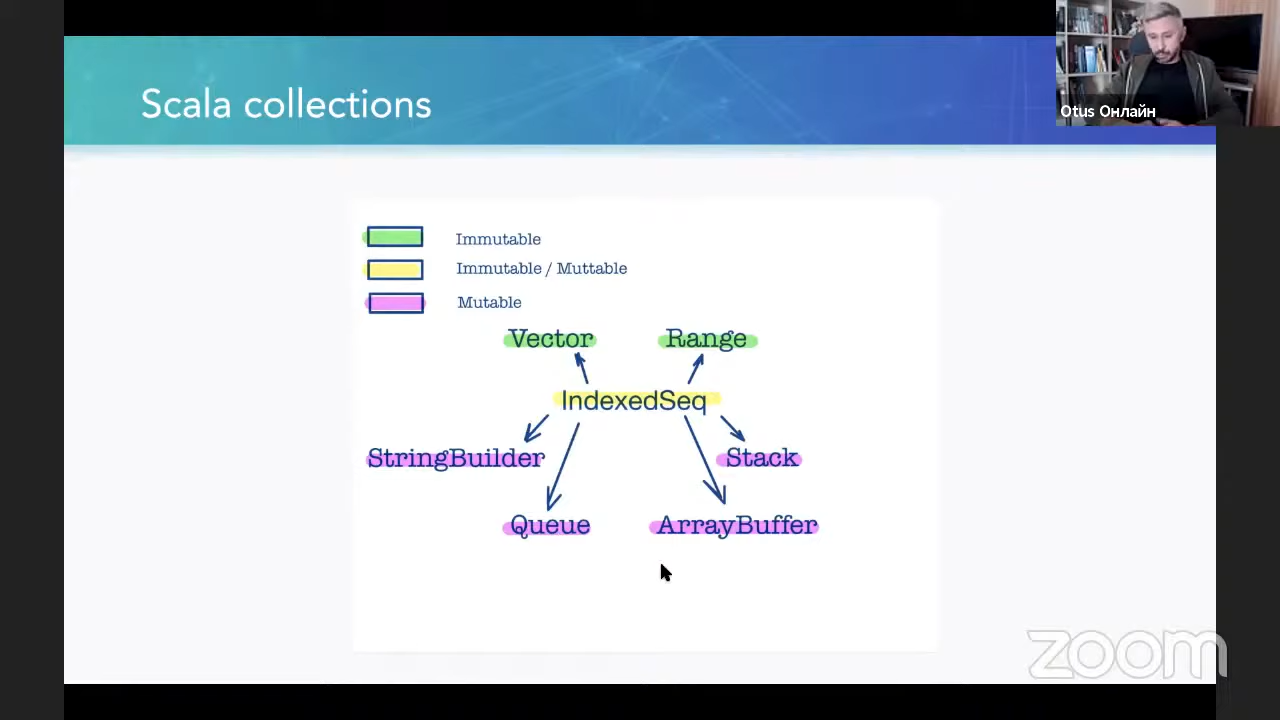 Scala collections
Otus Онлайн
Immutable
Immutable / Muttable
Mutable
Vector
Range
IndexedSeq
StringBuilder
Stack
Queue
ArrayBuffer
zoom